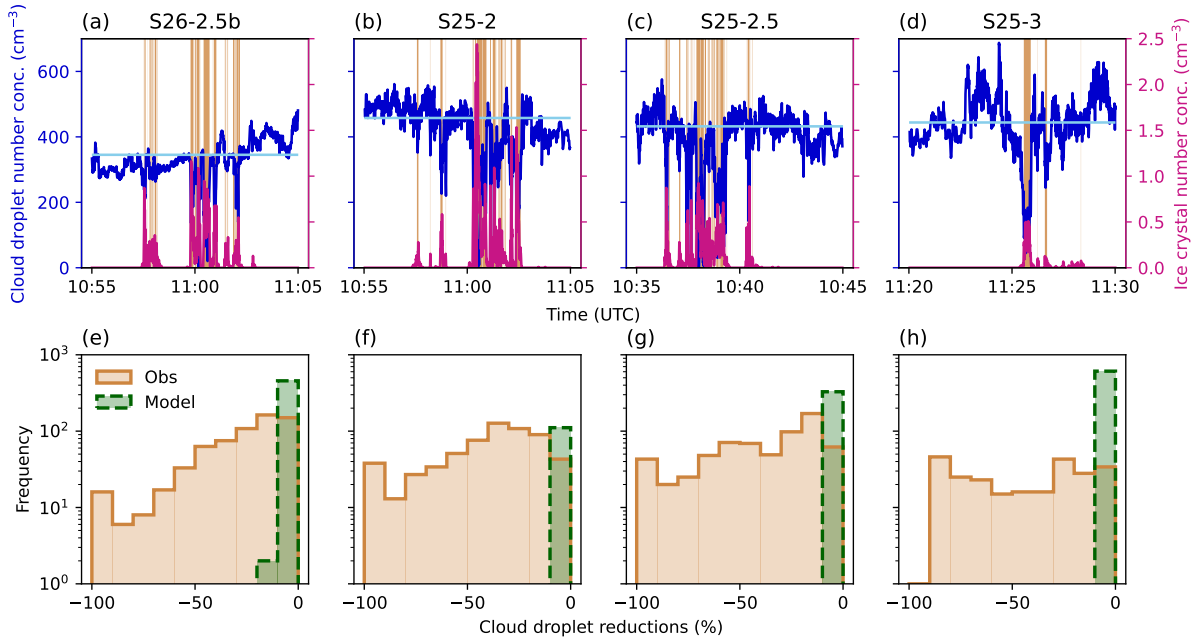 (a) S26-2.5b
(b) S25-2
(c) S25-2.5
(d) S25-3
Cloud droplet number conc. (cm⁻³)
600
400
200
0
10:55 11:00 11:05
10:55 11:00 11:05
10:35 10:40 10:45
11:20 11:25 11:30
2.5
2.0
1.5
1.0
0.5
0.0
Ice crystal number conc. (cm⁻³)
Time (UTC)
(e)
(f)
(g)
(h)
Frequency
10³
10²
10¹
10⁰
Obs
Model
−100 −50 0
−100 −50 0
−100 −50 0
−100 −50 0
Cloud droplet reductions (%)